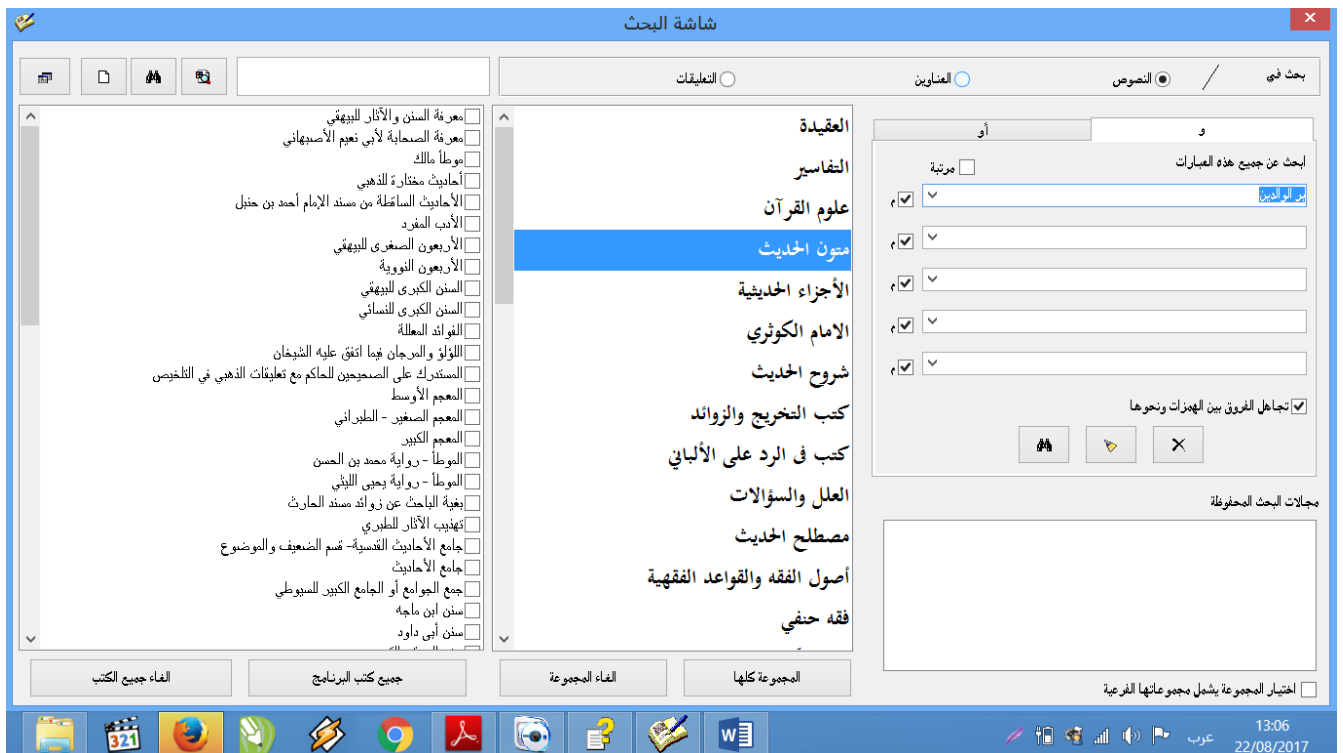 شاشة البحث
بحث في
النصوص
العناوين
التعليقات
و
أو
ابحث عن جميع هذه العبارات
مرتبة
بر الوالدين
م
م
م
م
م
تجاهل الفروق بين الهمزات ونحوها
مجالات البحث المحفوظة
اختيار المجموعة يشمل مجموعاتها الفرعية
العقيدة
التفاسير
علوم القرآن
متون الحديث
الأجزاء الحديثية
الامام الكوثري
شروح الحديث
كتب التخريج والزوائد
كتب فى الرد على الألباني
العلل والسؤالات
مصطلح الحديث
أصول الفقه والقواعد الفقهية
فقه حنفي
المجموعة كلها
الغاء المجموعة
معرفة السنن والآثار للبيهقي
معرفة الصحابة لأبي نعيم الأصبهاني
موطأ مالك
أحاديث مختارة للذهبي
الأحاديث الساقطة من مسند الإمام أحمد بن حنبل
الأدب المفرد
الأربعون الصغرى للبيهقي
الأربعون النووية
السنن الكبرى للبيهقي
السنن الكبرى للنسائي
الفوائد المعللة
اللؤلؤ والمرجان فيما اتفق عليه الشيخان
المستدرك على الصحيحين للحاكم مع تعليقات الذهبي في التلخيص
المعجم الأوسط
المعجم الصغير - الطبراني
المعجم الكبير
الموطأ - رواية محمد بن الحسن
الموطأ - رواية يحيى الليثي
بغية الباحث عن زوائد مسند الحارث
تهذيب الآثار للطبري
جامع الأحاديث القدسية- قسم الضعيف والموضوع
جامع الأحاديث
جمع الجوامع أو الجامع الكبير للسيوطي
سنن ابن ماجه
سنن أبى داود
جميع كتب البرنامج
الغاء جميع الكتب
321
عرب
13:06
22/08/2017